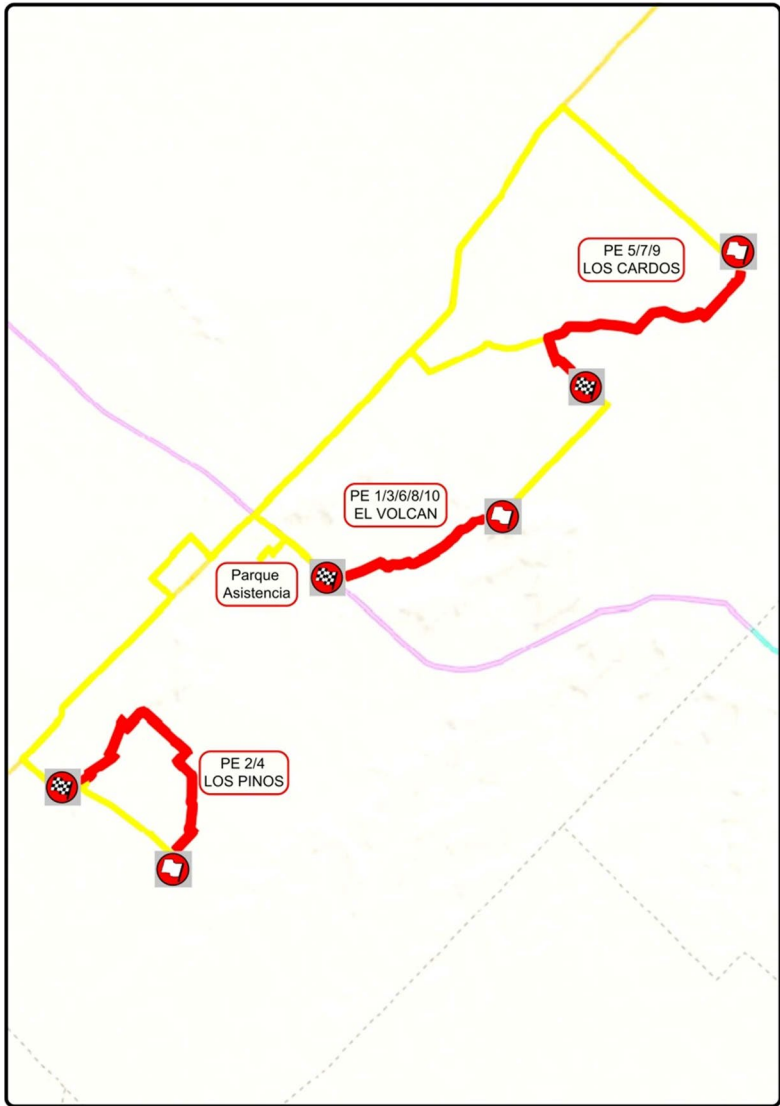 PE 5/7/9
LOS CARDOS
PE 1/3/6/8/10
EL VOLCAN
Parque
Asistencia
PE 2/4
LOS PINOS